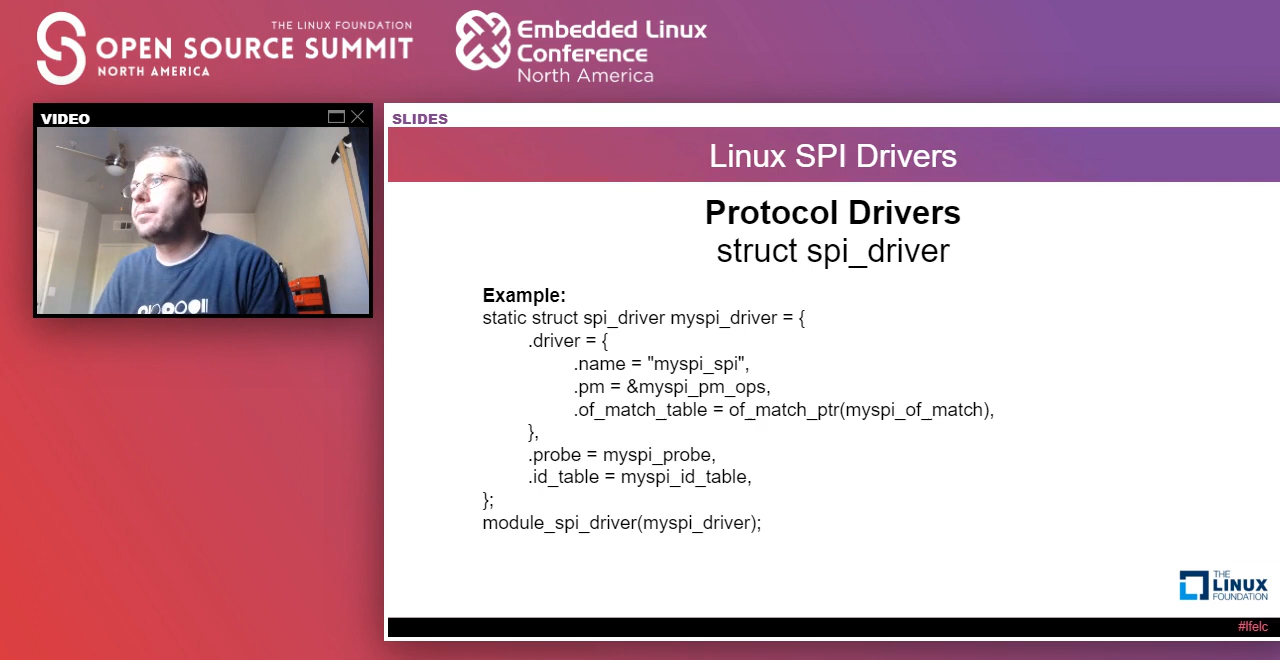 THE LINUX FOUNDATION
OPEN SOURCE SUMMIT
NORTH AMERICA
Embedded Linux
Conference
North America
VIDEO
SLIDES
Linux SPI Drivers
Protocol Drivers
struct spi_driver
Example:
static struct spi_driver myspi_driver = {
.driver = {
.name = "myspi_spi",
.pm = &myspi_pm_ops,
.of_match_table = of_match_ptr(myspi_of_match),
},
.probe = myspi_probe,
.id_table = myspi_id_table,
};
module_spi_driver(myspi_driver);
THE
LINUX
FOUNDATION
#lfelc